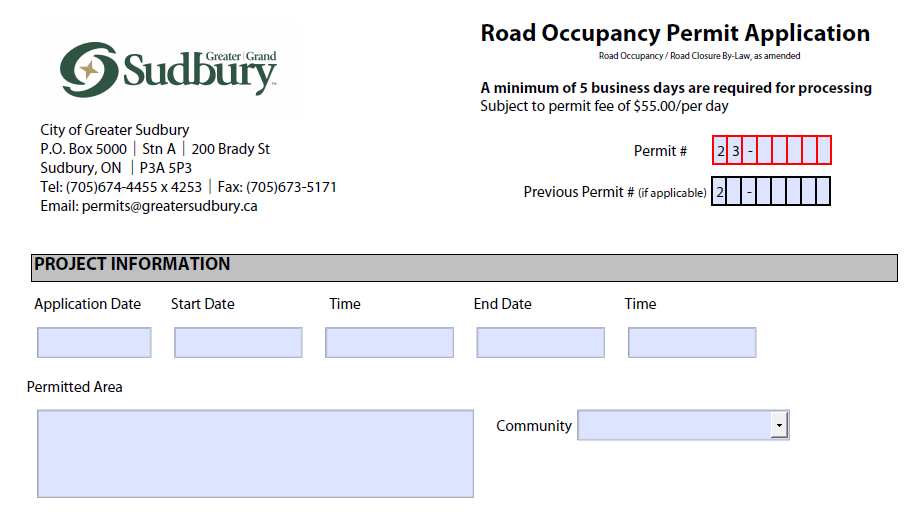 Greater | Grand
Sudbury
Road Occupancy Permit Application
Road Occupancy / Road Closure By-Law, as amended
A minimum of 5 business days are required for processing
Subject to permit fee of $55.00/per day
City of Greater Sudbury
P.O. Box 5000 | Stn A | 200 Brady St
Sudbury, ON | P3A 5P3
Tel: (705)674-4455 x 4253 | Fax: (705)673-5171
Email: permits@greatersudbury.ca
Permit # 23-
Previous Permit # (if applicable) 2 -
PROJECT INFORMATION
Application Date Start Date Time End Date Time
Permitted Area
Community